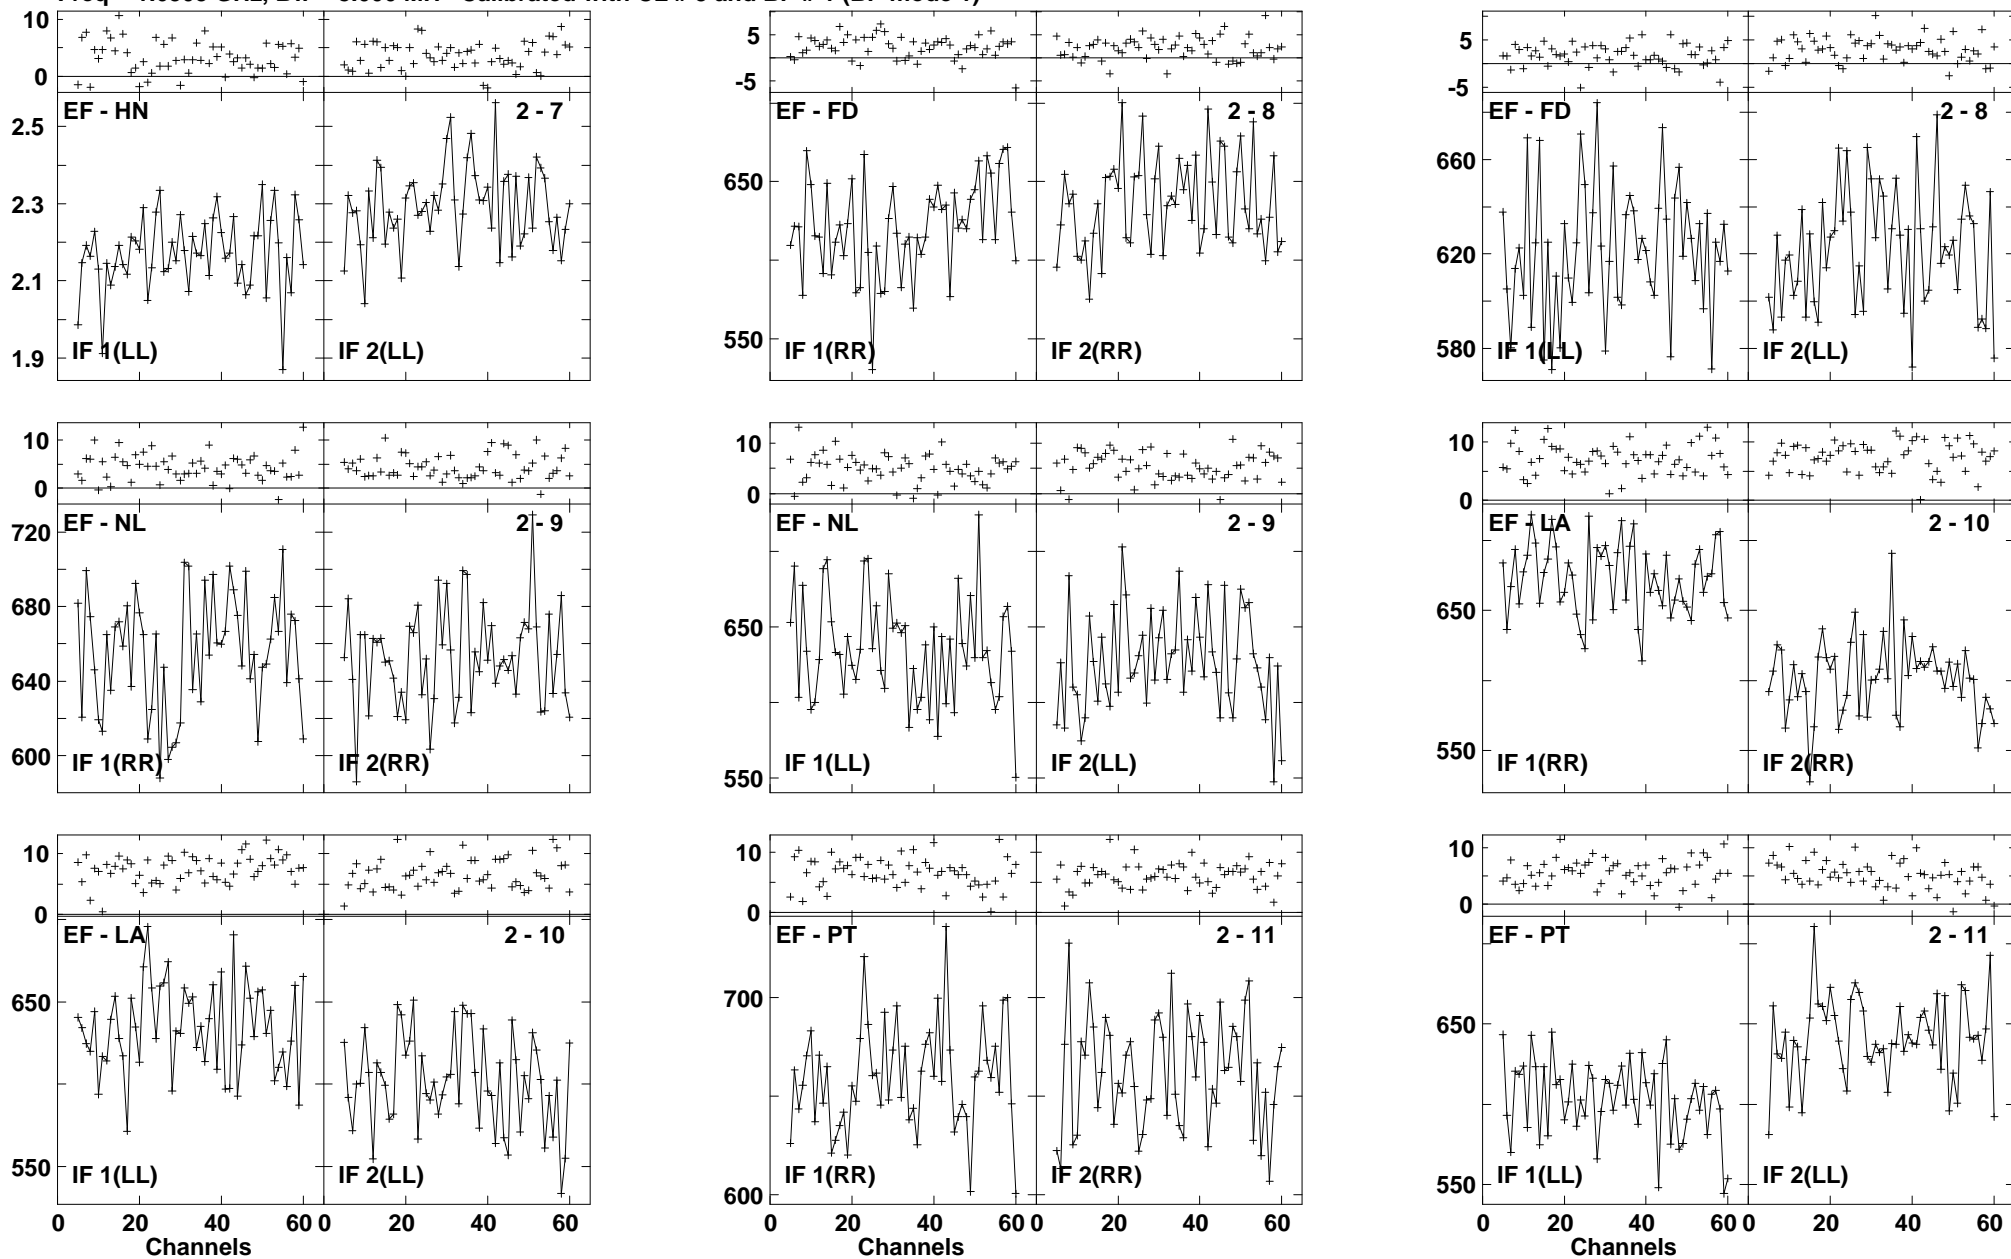 10
0
5
-5
5
-5
EF - HN 2 - 7
EF - FD 2 - 8
EF - FD 2 - 8
2.5
2.3
2.1
1.9
650
550
660
620
580
IF 1(LL) IF 2(LL)
IF 1(RR) IF 2(RR)
IF 1(LL) IF 2(LL)
10
0
10
0
10
0
EF - NL 2 - 9
EF - NL 2 - 9
EF - LA 2 - 10
720
680
640
600
650
550
650
550
IF 1(RR) IF 2(RR)
IF 1(LL) IF 2(LL)
IF 1(RR) IF 2(RR)
10
0
10
0
10
0
EF - LA 2 - 10
EF - PT 2 - 11
EF - PT 2 - 11
650
550
700
600
650
550
IF 1(LL) IF 2(LL)
IF 1(RR) IF 2(RR)
IF 1(LL) IF 2(LL)
0 20 40 60 0 20 40 60
0 20 40 60 0 20 40 60
0 20 40 60 0 20 40 60
Channels
Channels
Channels